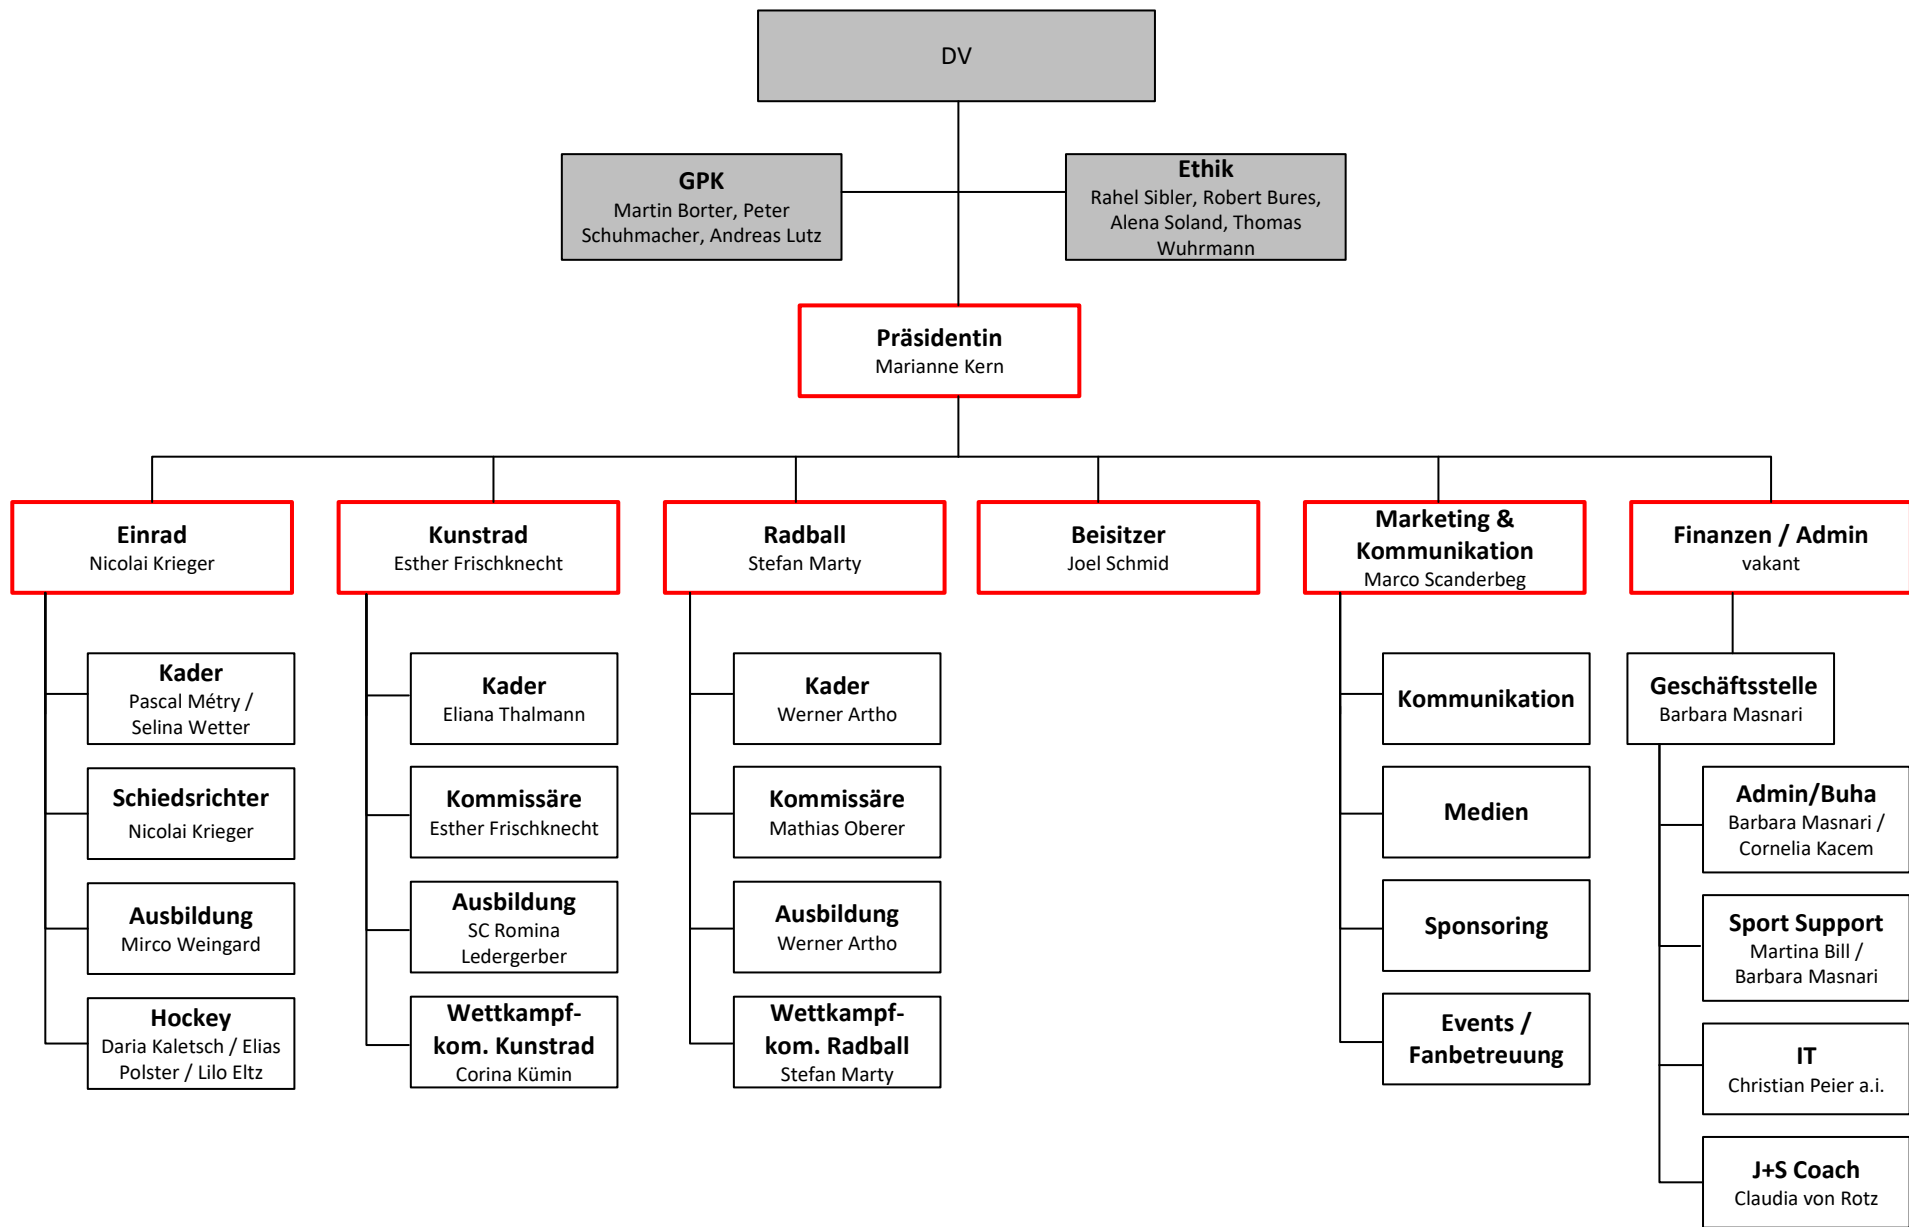 DV
GPK
Martin Borter, Peter
Schuhmacher, Andreas Lutz
Ethik
Rahel Sibler, Robert Bures,
Alena Soland, Thomas
Wuhrmann
Präsidentin
Marianne Kern
Einrad
Nicolai Krieger
Kunstrad
Esther Frischknecht
Radball
Stefan Marty
Beisitzer
Joel Schmid
Marketing &
Kommunikation
Marco Scanderbeg
Finanzen / Admin
vakant
Kader
Pascal Métry /
Selina Wetter
Schiedsrichter
Nicolai Krieger
Ausbildung
Mirco Weingard
Hockey
Daria Kaletsch / Elias
Polster / Lilo Eltz
Kader
Eliana Thalmann
Kommissäre
Esther Frischknecht
Ausbildung
SC Romina
Ledergerber
Wettkampf-
kom. Kunstrad
Corina Kümin
Kader
Werner Artho
Kommissäre
Mathias Oberer
Ausbildung
Werner Artho
Wettkampf-
kom. Radball
Stefan Marty
Kommunikation
Medien
Sponsoring
Events /
Fanbetreuung
Geschäftsstelle
Barbara Masnari
Admin/Buha
Barbara Masnari /
Cornelia Kacem
Sport Support
Martina Bill /
Barbara Masnari
IT
Christian Peier a.i.
J+S Coach
Claudia von Rotz